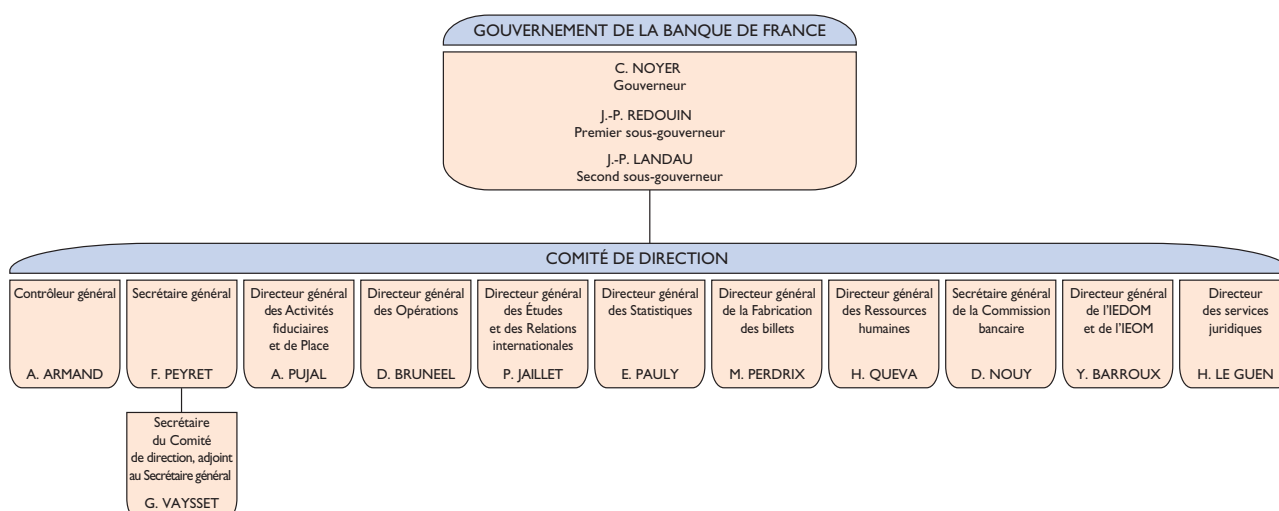 GOUVERNEMENT DE LA BANQUE DE FRANCE
C. NOYER
Gouverneur
J.-P. REDOUIN
Premier sous-gouverneur
J.-P. LANDAU
Second sous-gouverneur
COMITÉ DE DIRECTION
Contrôleur général
A. ARMAND
Secrétaire général
F. PEYRET
Secrétaire
du Comité
de direction, adjoint
au Secrétaire général
G. VAYSSET
Directeur général
des Activités
fiduciaires
et de Place
A. PUJAL
Directeur général
des Opérations
D. BRUNEEL
Directeur général
des Études
et des Relations
internationales
P. JAILLET
Directeur général
des Statistiques
E. PAULY
Directeur général
de la Fabrication
des billets
M. PERDRIX
Directeur général
des Ressources
humaines
H. QUEVA
Secrétaire général
de la Commission
bancaire
D. NOUY
Directeur général
de l'IEDOM
et de l'IEOM
Y. BARROUX
Directeur
des services
juridiques
H. LE GUEN